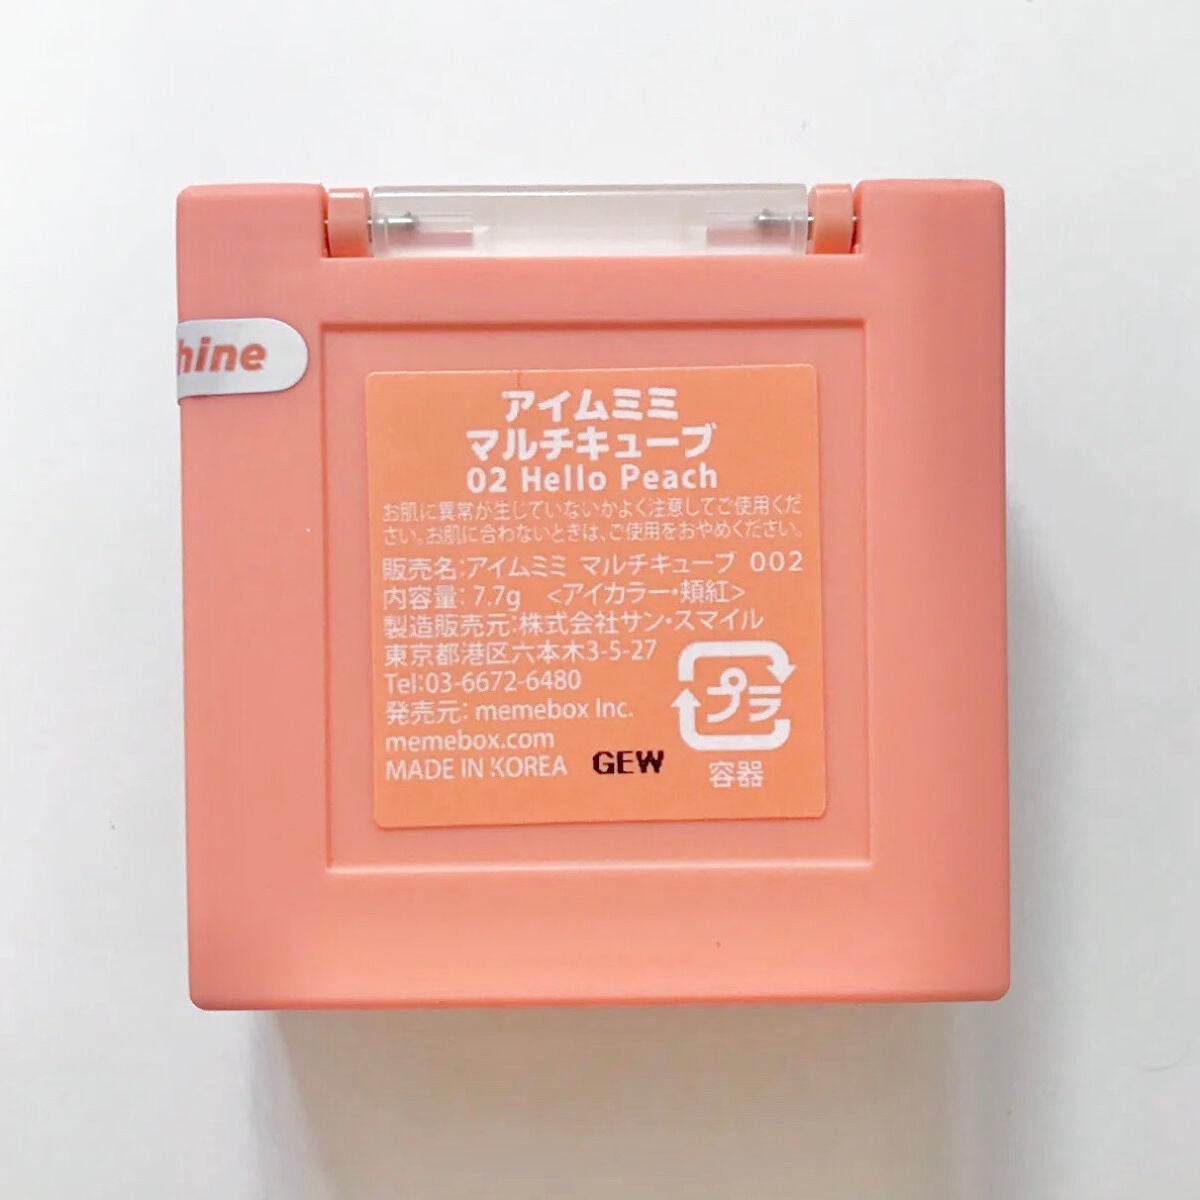 hine
アイムミミ
マルチキューブ
02 Hello Peach
お肌に異常が生じていないかよく注意してご使用くだ
さい。お肌に合わないときは、ご使用をおやめください。
販売名:アイムミミ マルチキューブ 002
内容量: 7.7g <アイカラー・頬紅>
製造販売元:株式会社サン・スマイル
東京都港区六本木3-5-27
Tel:03-6672-6480
発売元: memebox Inc.
memebox.com
MADE IN KOREA GEW
プラ
容器